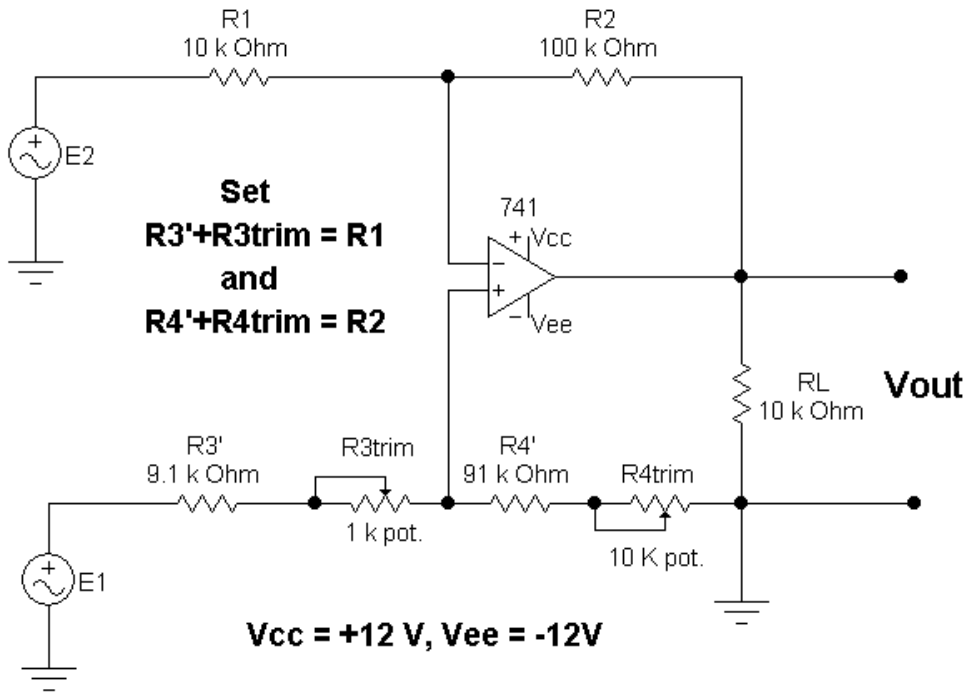 R1
10 k Ohm
R2
100 k Ohm
+
E2
Set
R3'+R3trim = R1
and
R4'+R4trim = R2
741
+
Vcc
−
+
−
Vee
RL
10 k Ohm
Vout
R3'
9.1 k Ohm
R3trim
1 k pot.
R4'
91 k Ohm
R4trim
10 K pot.
+
E1
Vcc = +12 V, Vee = -12V